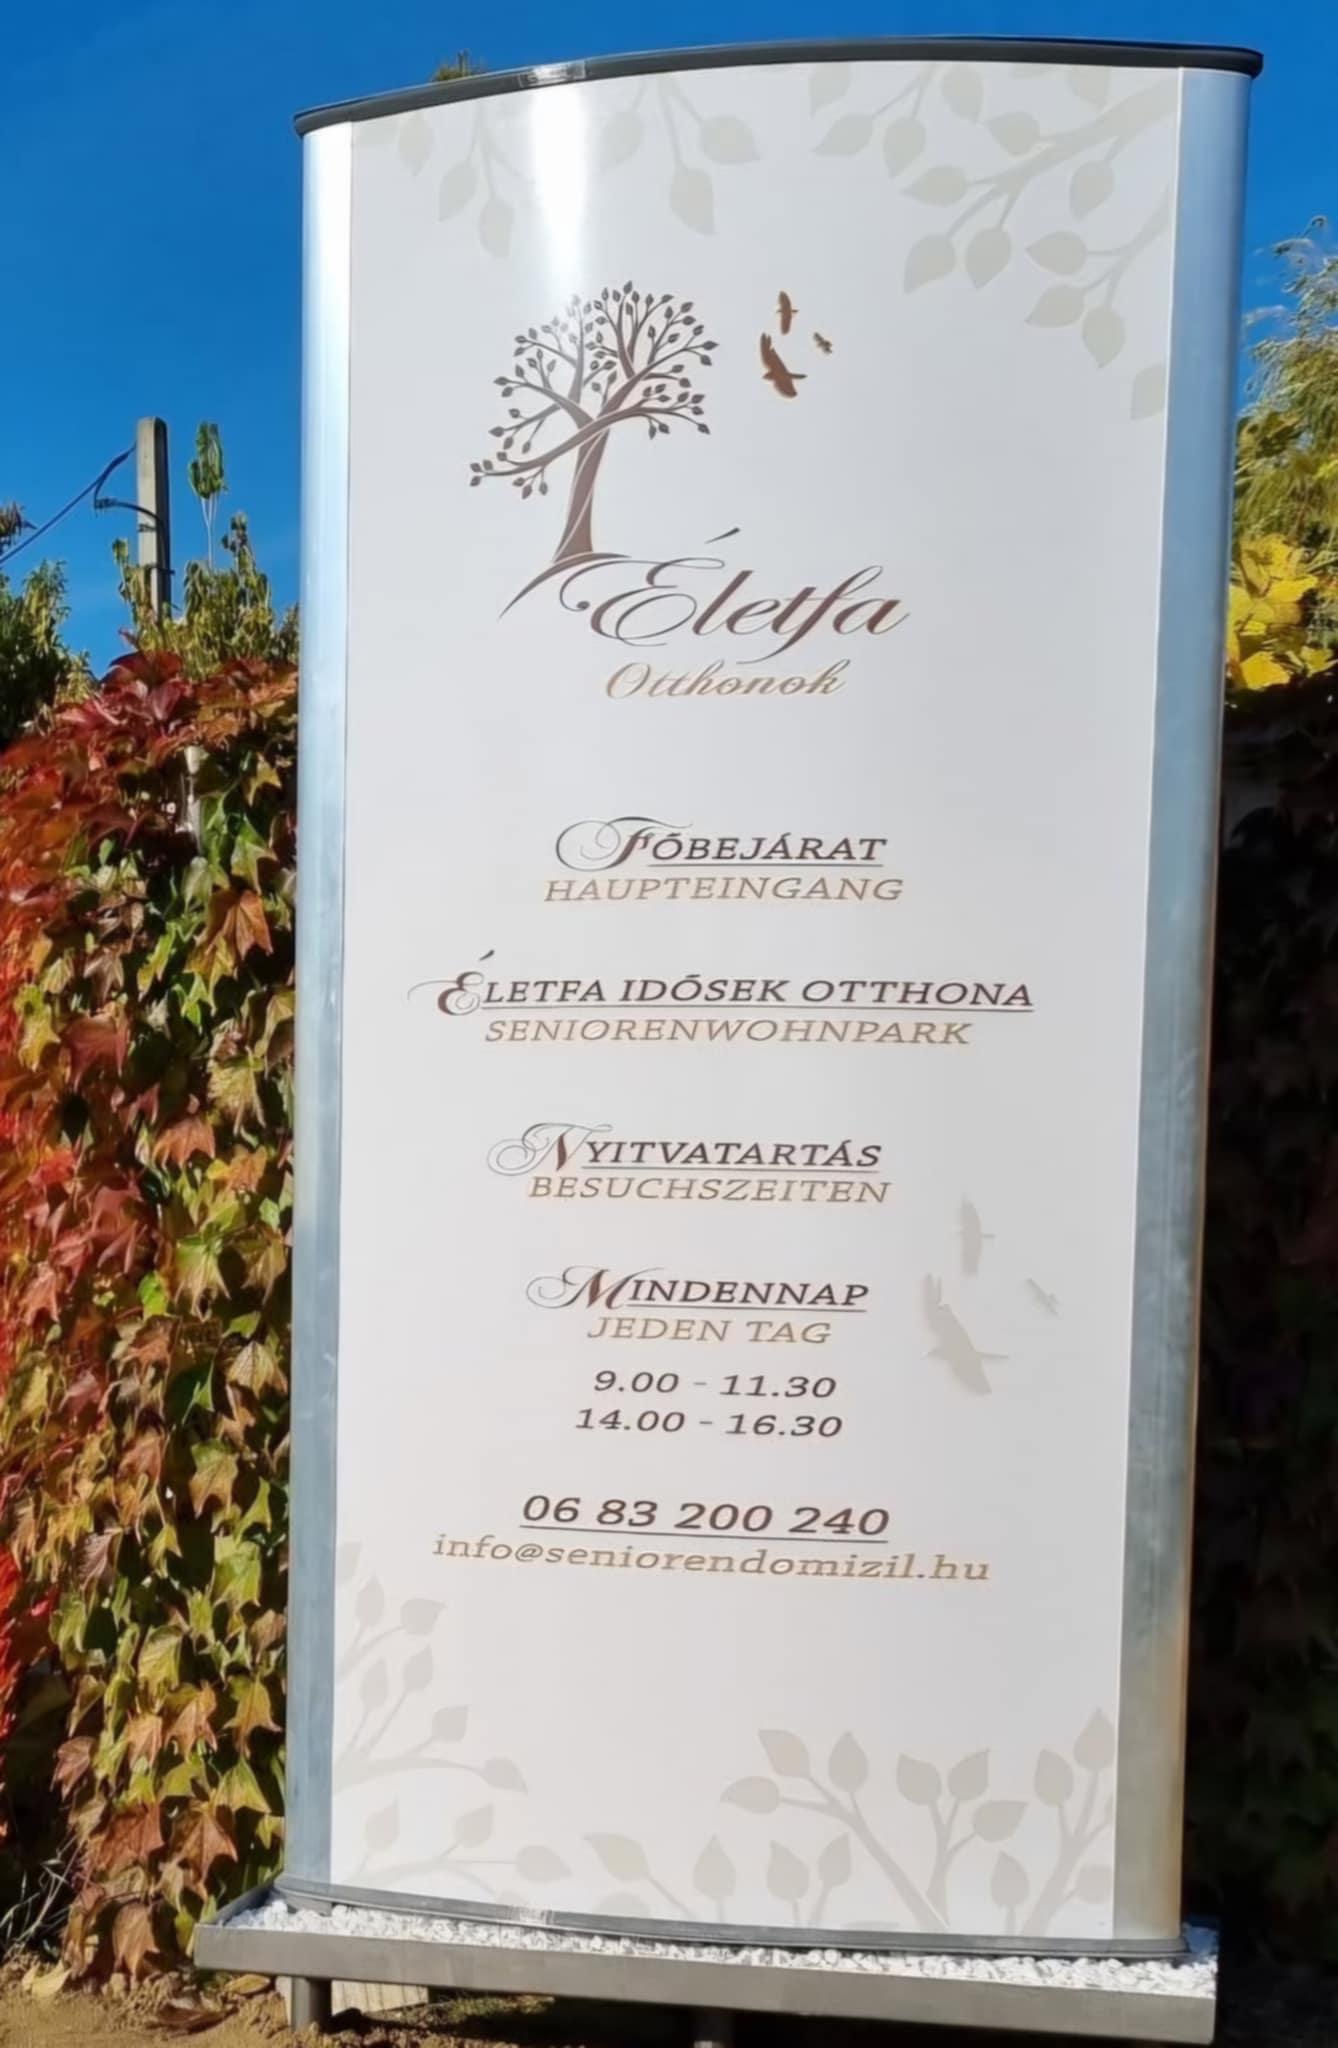 Életfa
Otthonok
FŐBEJÁRAT
HAUPTEINGANG
ÉLETFA IDŐSEK OTTHONA
SENIORENWOHNPARK
NYITVATARTÁS
BESUCHSZEITEN
MINDENNAP
JEDEN TAG
9.00 - 11.30
14.00 - 16.30
06 83 200 240
info@seniorendomizil.hu